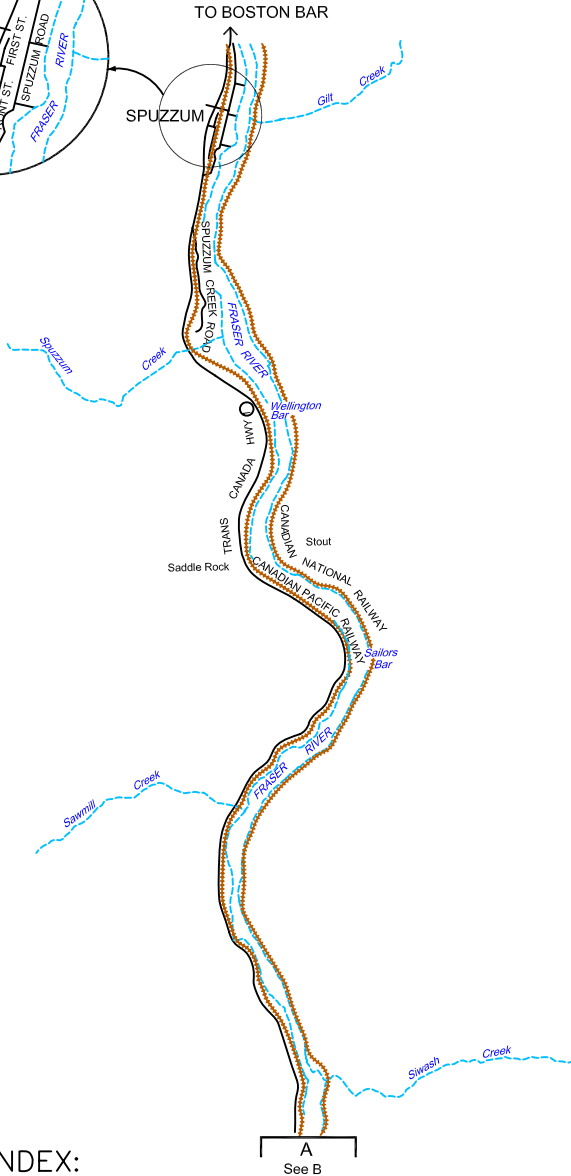 TO BOSTON BAR
FIRST ST.
SPUZZUM ROAD
FRASER RIVER
SPUZZUM
Gilt Creek
SPUZZUM CREEK ROAD
FRASER RIVER
Spuzzum Creek
Wellington
Bar
TRANS CANADA HWY
CANADIAN NATIONAL RAILWAY
Stout
Saddle Rock
CANADIAN PACIFIC RAILWAY
Sailors
Bar
FRASER RIVER
Sawmill Creek
Siwash Creek
A
See B
NDEX: